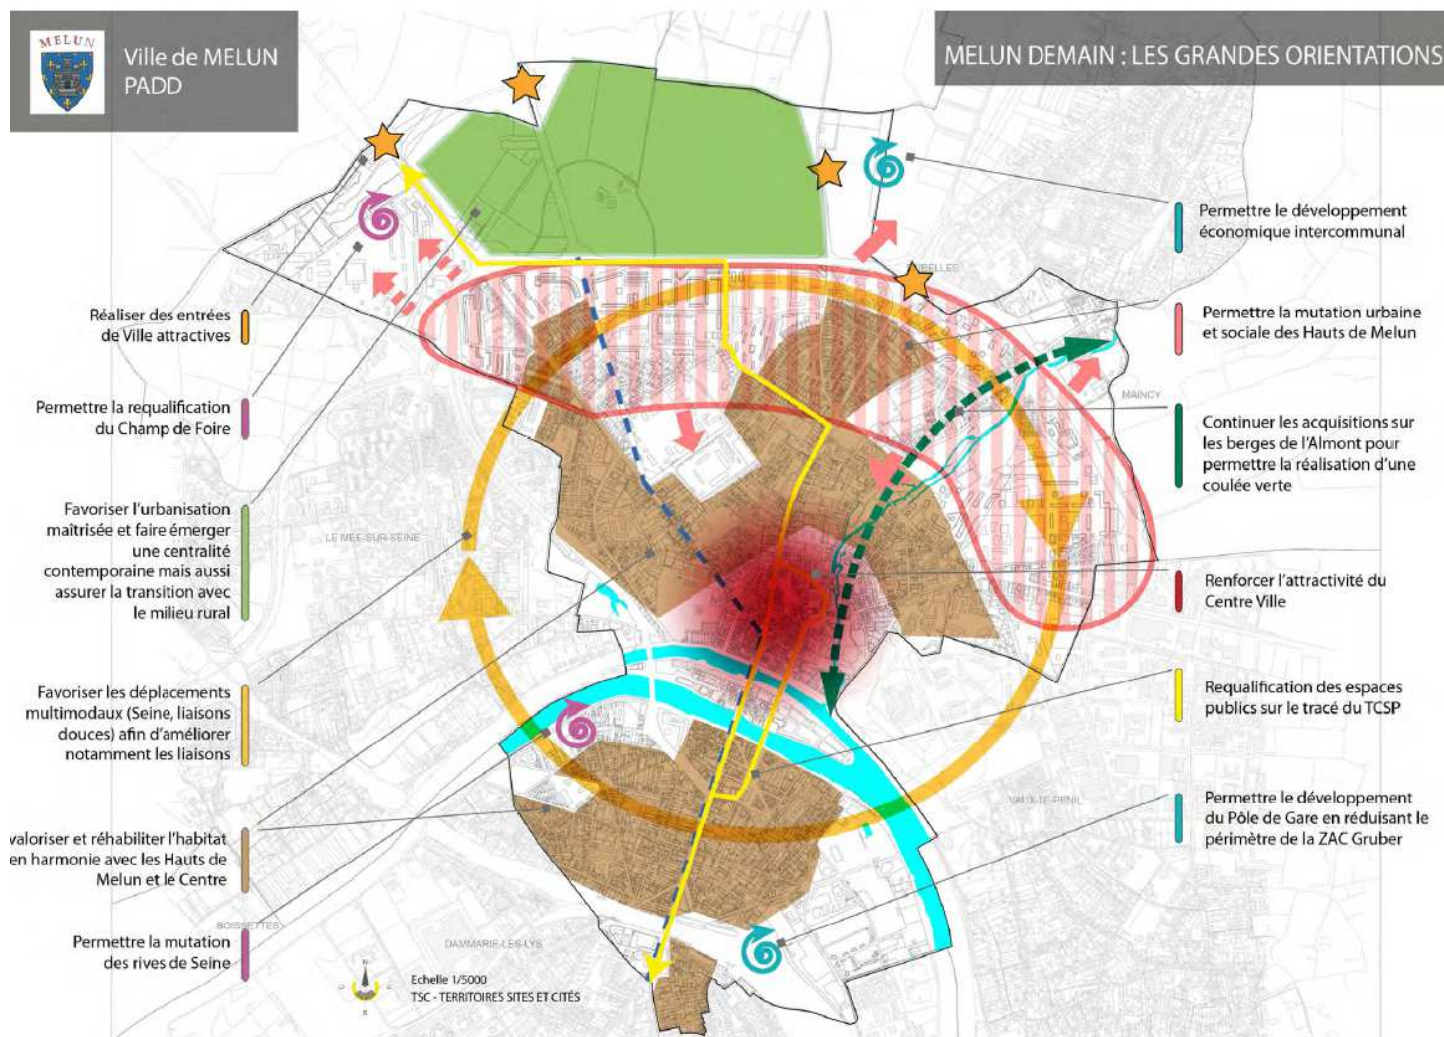 MELUN
Ville de MELUN
PADD
MELUN DEMAIN : LES GRANDES ORIENTATIONS
Réaliser des entrées
de Ville attractives
Permettre la requalification
du Champ de Foire
Favoriser l'urbanisation
maîtrisée et faire émerger
une centralité
contemporaine mais aussi
assurer la transition avec
le milieu rural
Favoriser les déplacements
multimodaux (Seine, liaisons
douces) afin d'améliorer
notamment les liaisons
valoriser et réhabiliter l'habitat
en harmonie avec les Hauts de
Melun et le Centre
Permettre la mutation
des rives de Seine
Permettre le développement
économique intercommunal
Permettre la mutation urbaine
et sociale des Hauts de Melun
Continuer les acquisitions sur
les berges de l'Almont pour
permettre la réalisation d'une
coulée verte
Renforcer l'attractivité du
Centre Ville
Requalification des espaces
publics sur le tracé du TCSP
Permettre le développement
du Pôle de Gare en réduisant le
périmètre de la ZAC Gruber
MAINCY
LE MEE-SUR-SEINE
VAUX-LE-PENIL
BOISSETTES
DAMMARIE-LES-LYS
N
Echelle 1/5000
TSC - TERRITOIRES SITES ET CITÉS